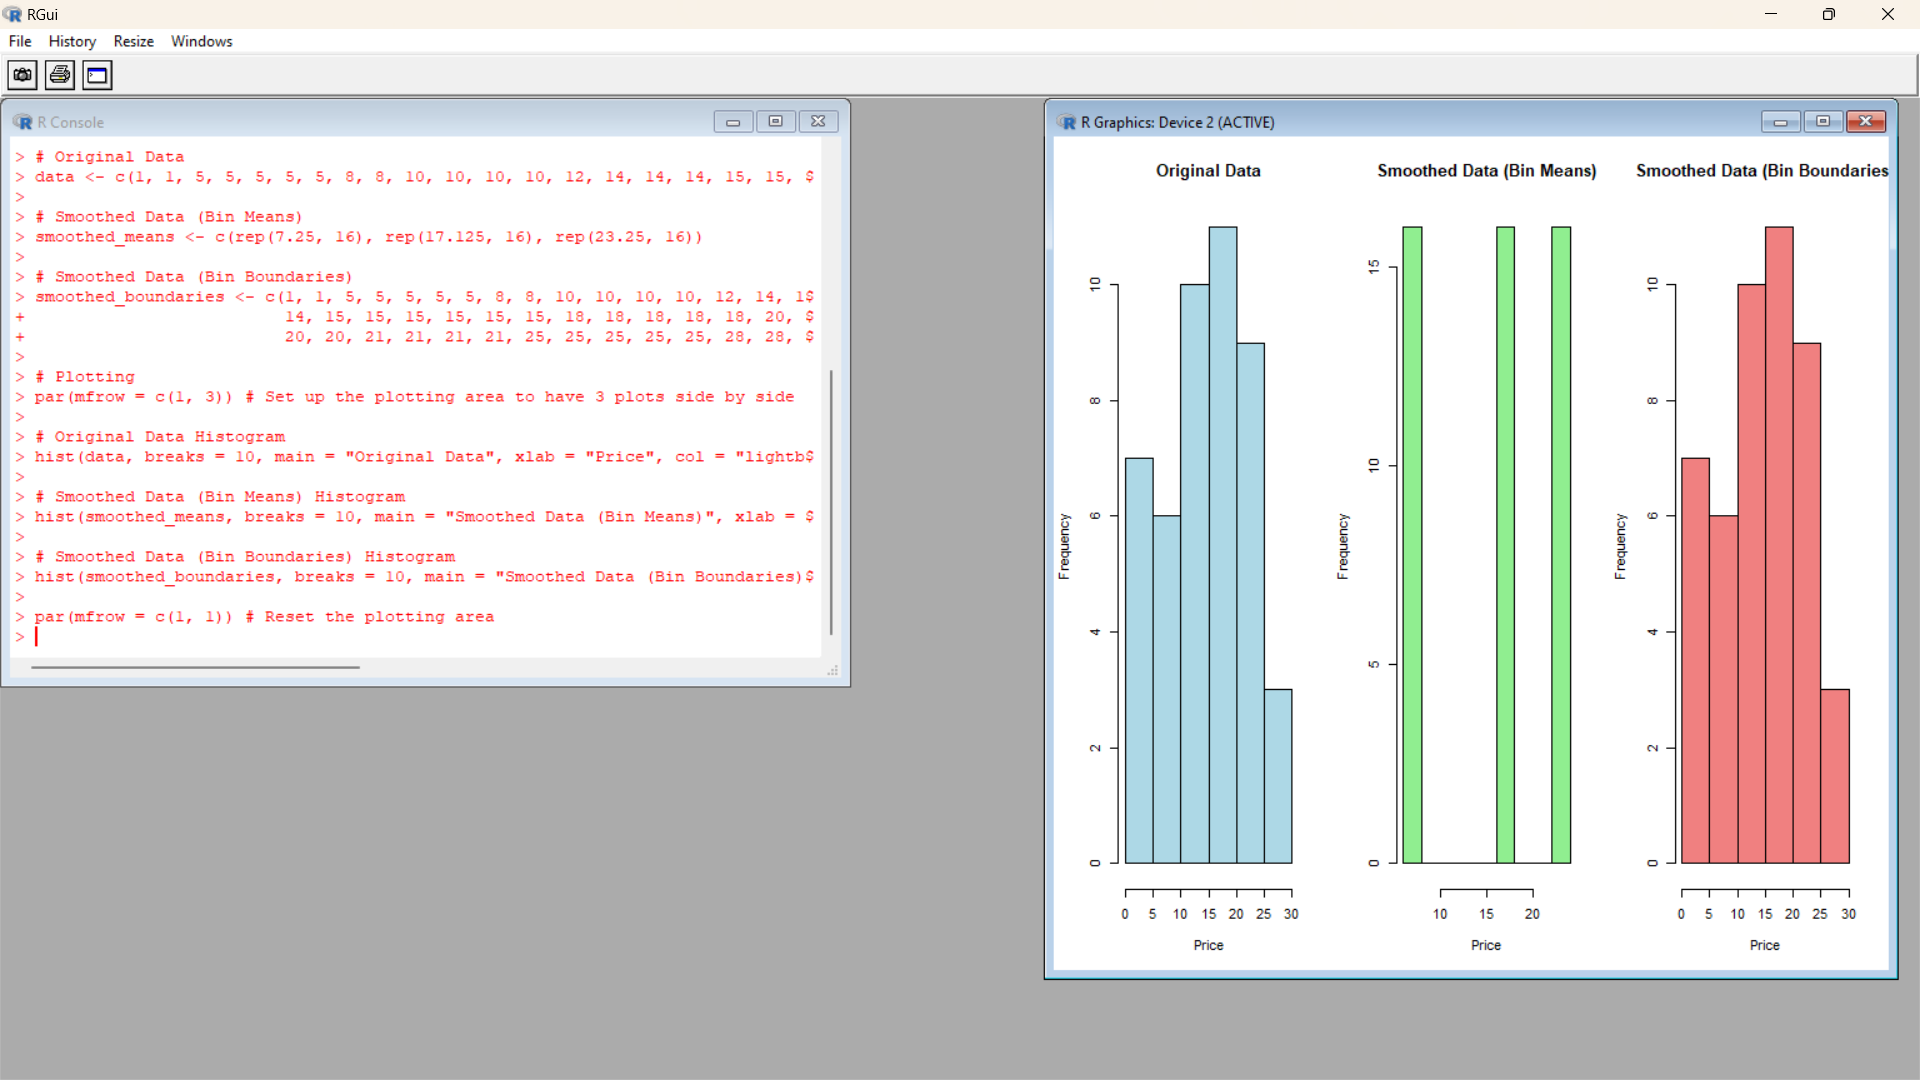 RGui
File History Resize Windows
R Console
> # Original Data
> data <- c(1, 1, 5, 5, 5, 5, 5, 8, 8, 10, 10, 10, 10, 12, 14, 14, 14, 15, 15, $
>
> # Smoothed Data (Bin Means)
> smoothed_means <- c(rep(7.25, 16), rep(17.125, 16), rep(23.25, 16))
>
> # Smoothed Data (Bin Boundaries)
> smoothed_boundaries <- c(1, 1, 5, 5, 5, 5, 5, 8, 8, 10, 10, 10, 10, 12, 14, 1$
+ 14, 15, 15, 15, 15, 15, 15, 18, 18, 18, 18, 18, 20, $
+ 20, 20, 21, 21, 21, 21, 25, 25, 25, 25, 25, 28, 28, $
>
> # Plotting
> par(mfrow = c(1, 3)) # Set up the plotting area to have 3 plots side by side
>
> # Original Data Histogram
> hist(data, breaks = 10, main = "Original Data", xlab = "Price", col = "lightb$
>
> # Smoothed Data (Bin Means) Histogram
> hist(smoothed_means, breaks = 10, main = "Smoothed Data (Bin Means)", xlab = $
>
> # Smoothed Data (Bin Boundaries) Histogram
> hist(smoothed_boundaries, breaks = 10, main = "Smoothed Data (Bin Boundaries)$
>
> par(mfrow = c(1, 1)) # Reset the plotting area
>
R Graphics: Device 2 (ACTIVE)
Original Data
Frequency
10
8
6
4
2
0
0 5 10 15 20 25 30
Price
Smoothed Data (Bin Means)
Frequency
15
10
5
0
10 15 20
Price
Smoothed Data (Bin Boundaries
Frequency
10
8
6
4
2
0
0 5 10 15 20 25 30
Price